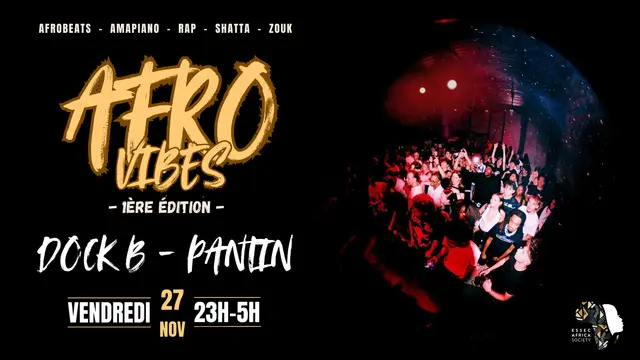 AFROBEATS - AMAPIANO - RAP - SHATTA - ZOUK
AFRO
VIBES
- 1ÈRE ÉDITION -
DOCK B - PANTIN
VENDREDI 27 NOV 23H-5H
ESSEC
AFRICA
SOCIETY